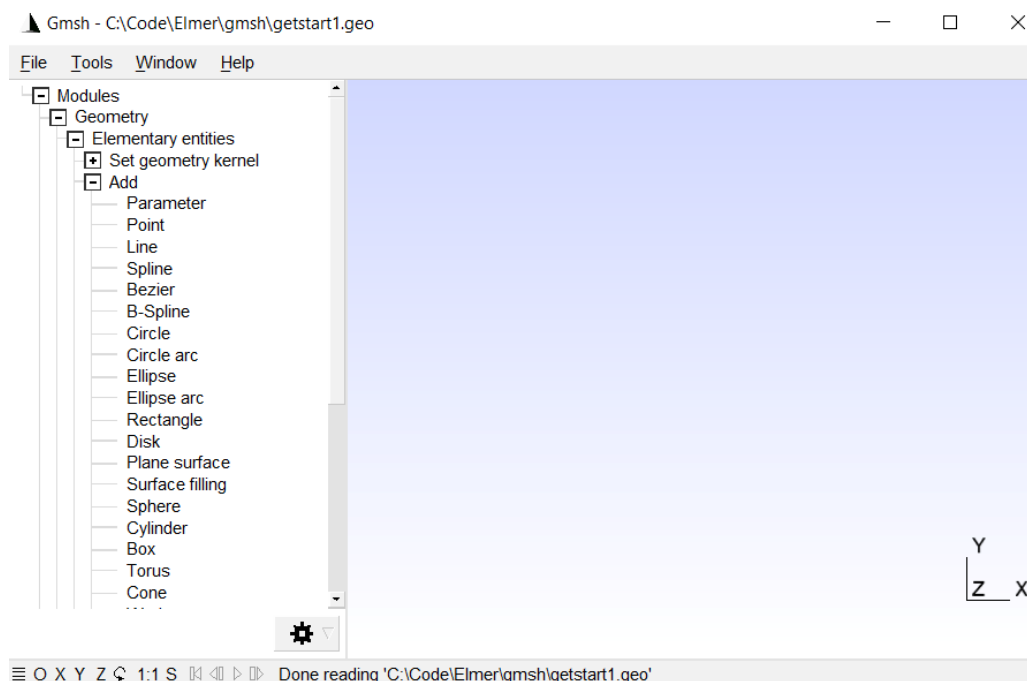 Gmsh - C:\Code\Elmer\gmsh\getstart1.geo
File Tools Window Help
Modules
Geometry
Elementary entities
Set geometry kernel
Add
Parameter
Point
Line
Spline
Bezier
B-Spline
Circle
Circle arc
Ellipse
Ellipse arc
Rectangle
Disk
Plane surface
Surface filling
Sphere
Cylinder
Box
Torus
Cone
Y
Z X
O X Y Z 1:1 S Done reading 'C:\Code\Elmer\gmsh\getstart1.geo'